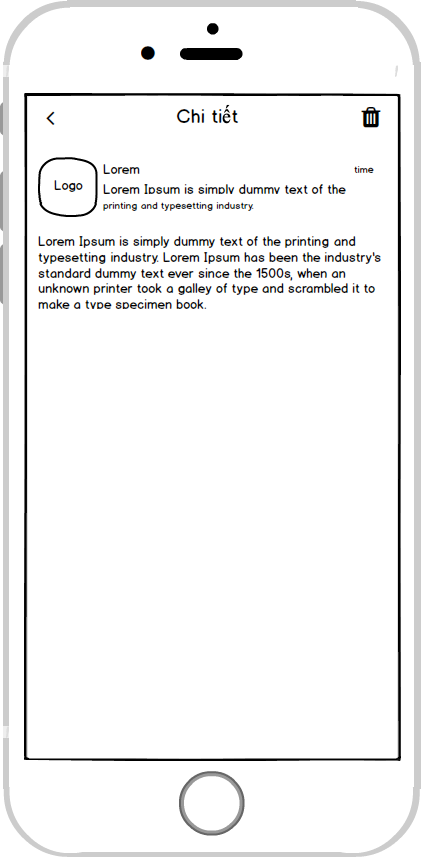 Chi tiết
Logo
Lorem
time
Lorem Ipsum is simply dummy text of the
printing and typesetting industry.
Lorem Ipsum is simply dummy text of the printing and
typesetting industry. Lorem Ipsum has been the industry's
standard dummy text ever since the 1500s, when an
unknown printer took a galley of type and scrambled it to
make a type specimen book.